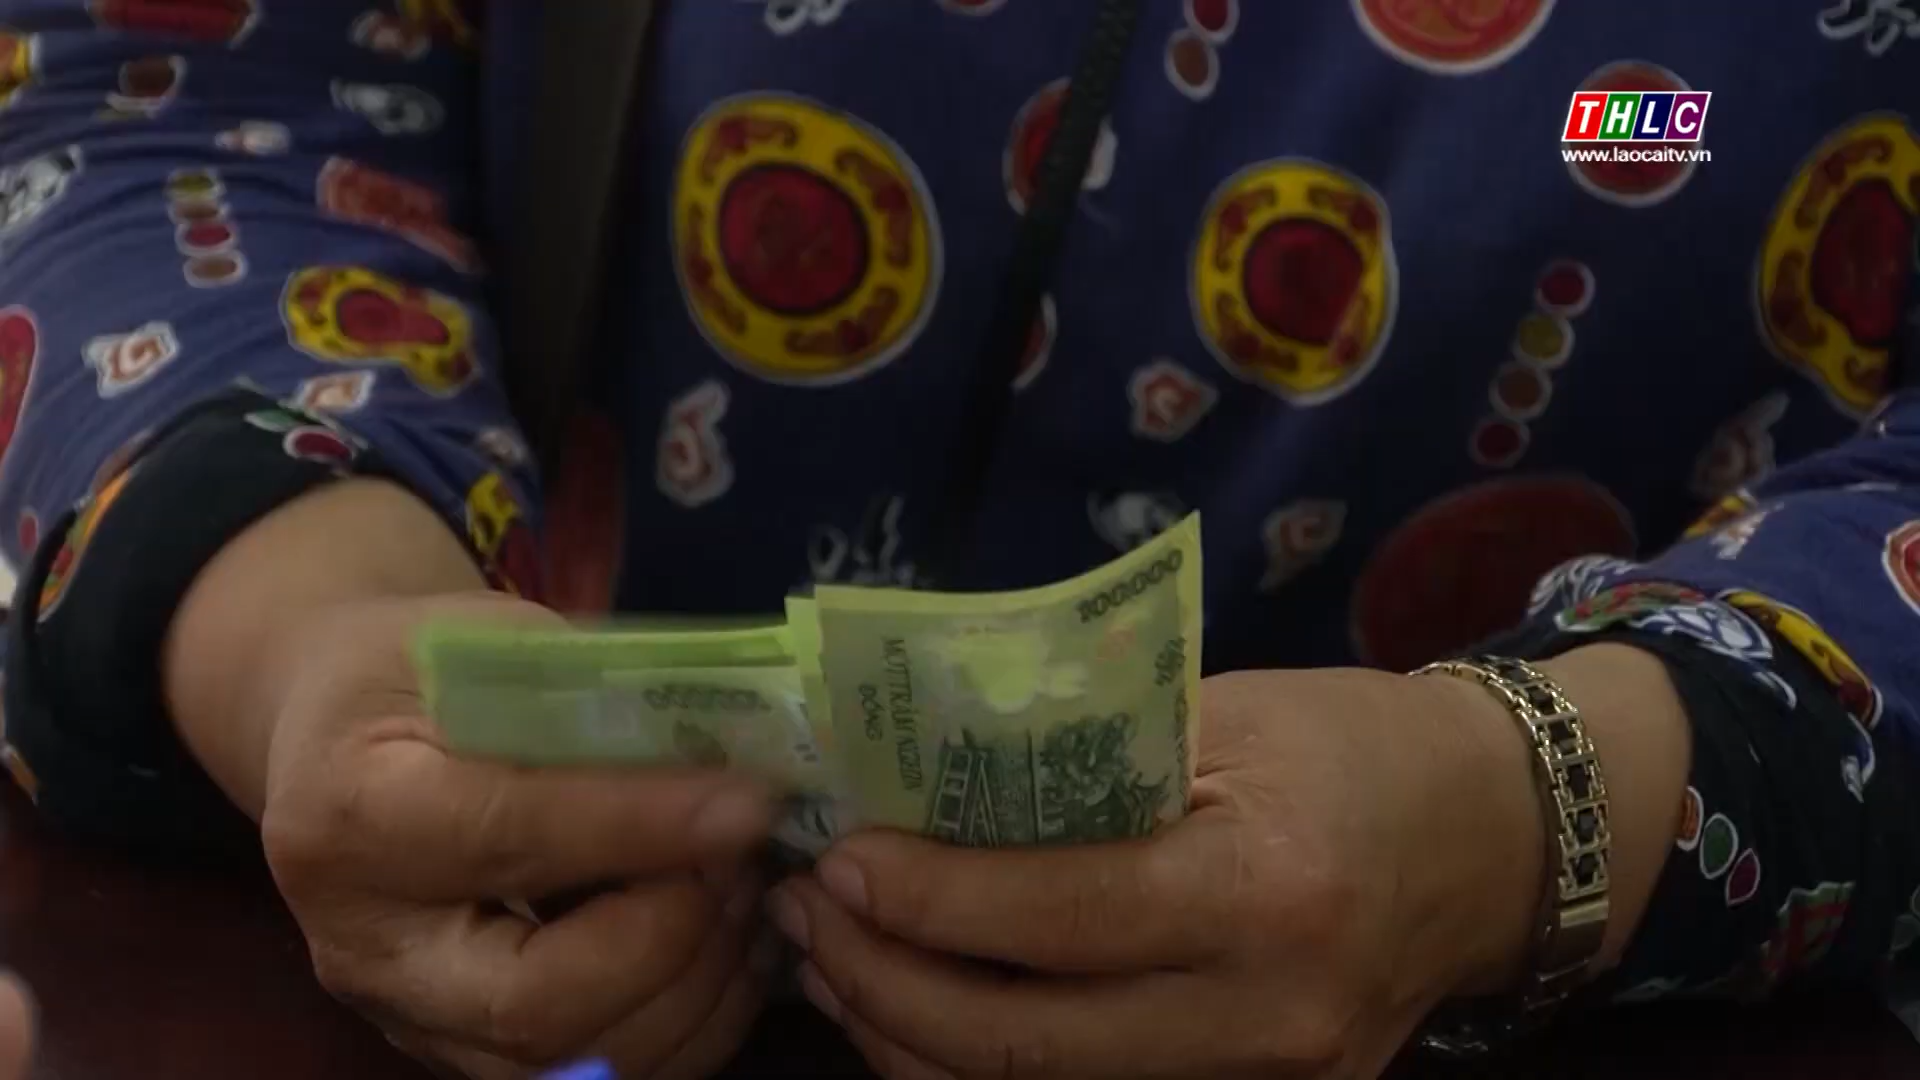 THLC
www.laocaitv.vn
100000
MỘT TRĂM NGHÌN
ĐỒNG